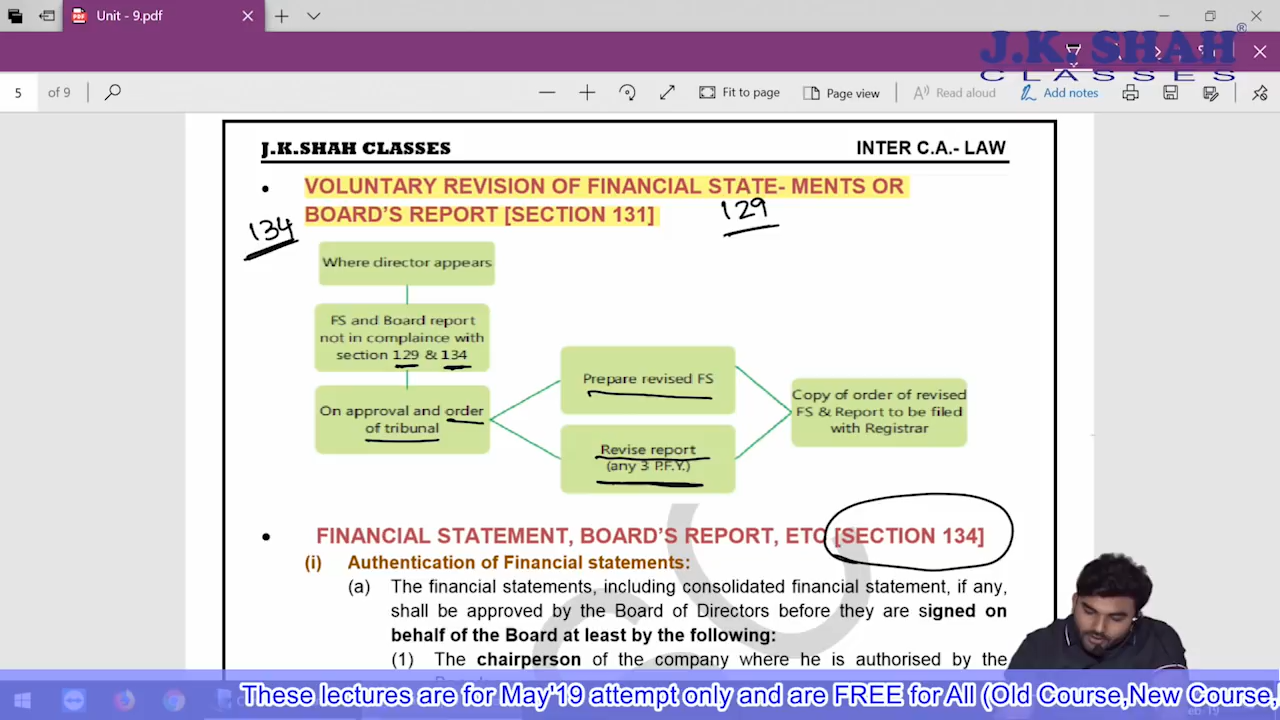 Unit - 9.pdf
J.K. SHAH ®
CLASSES
5 of 9
Fit to page
Page view
Read aloud
Add notes
J.K.SHAH CLASSES
INTER C.A.- LAW
• VOLUNTARY REVISION OF FINANCIAL STATE- MENTS OR
BOARD'S REPORT [SECTION 131]
129
134
Where director appears
FS and Board report
not in complaince with
section 129 & 134
On approval and order
of tribunal
Prepare revised FS
Revise report
(any 3 P.F.Y.)
Copy of order of revised
FS & Report to be filed
with Registrar
• FINANCIAL STATEMENT, BOARD'S REPORT, ETC [SECTION 134]
(i) Authentication of Financial statements:
(a) The financial statements, including consolidated financial statement, if any,
shall be approved by the Board of Directors before they are signed on
behalf of the Board at least by the following:
(1) The chairperson of the company where he is authorised by the
These lectures are for May'19 attempt only and are FREE for All (Old Course,New Course,